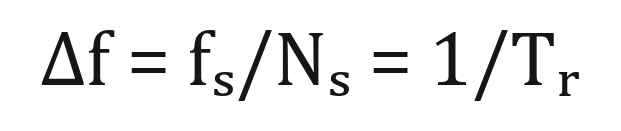 Δf = fₛ/Nₛ = 1/Tᵣ